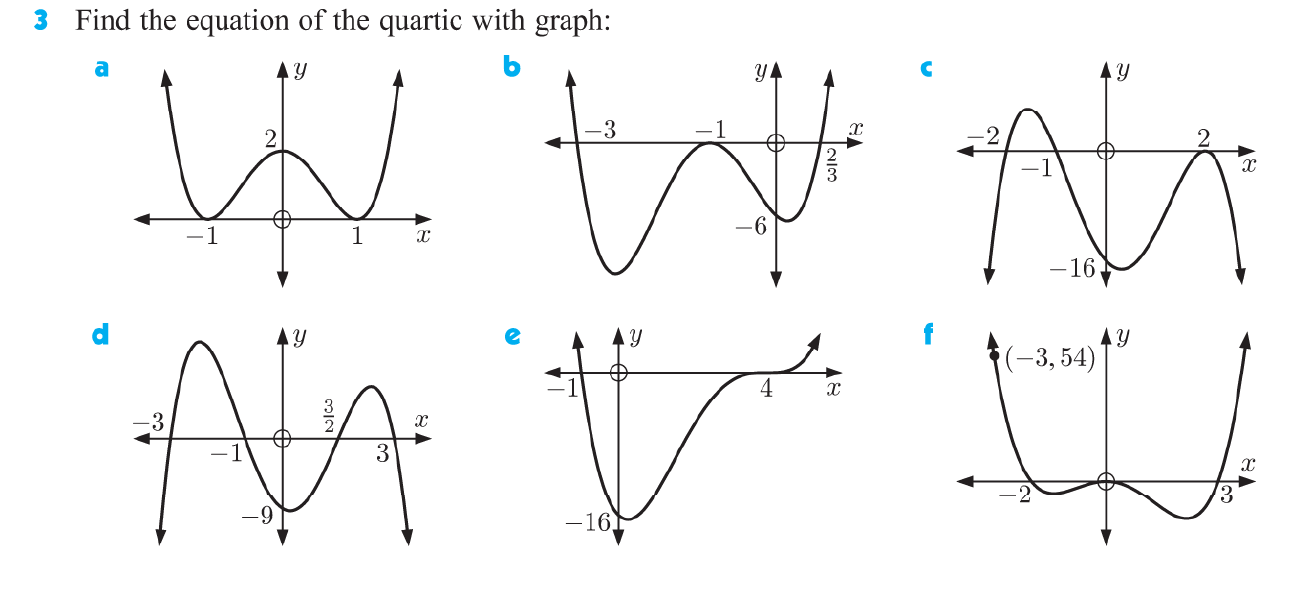 3 Find the equation of the quartic with graph:
a
y
2
−1
1
x
b
y
−3
−1
x
2/3
−6
c
y
−2
2
−1
x
−16
d
y
−3
3/2
x
−1
3
−9
e
y
−1
4
x
−16
f
y
(−3, 54)
x
−2
3